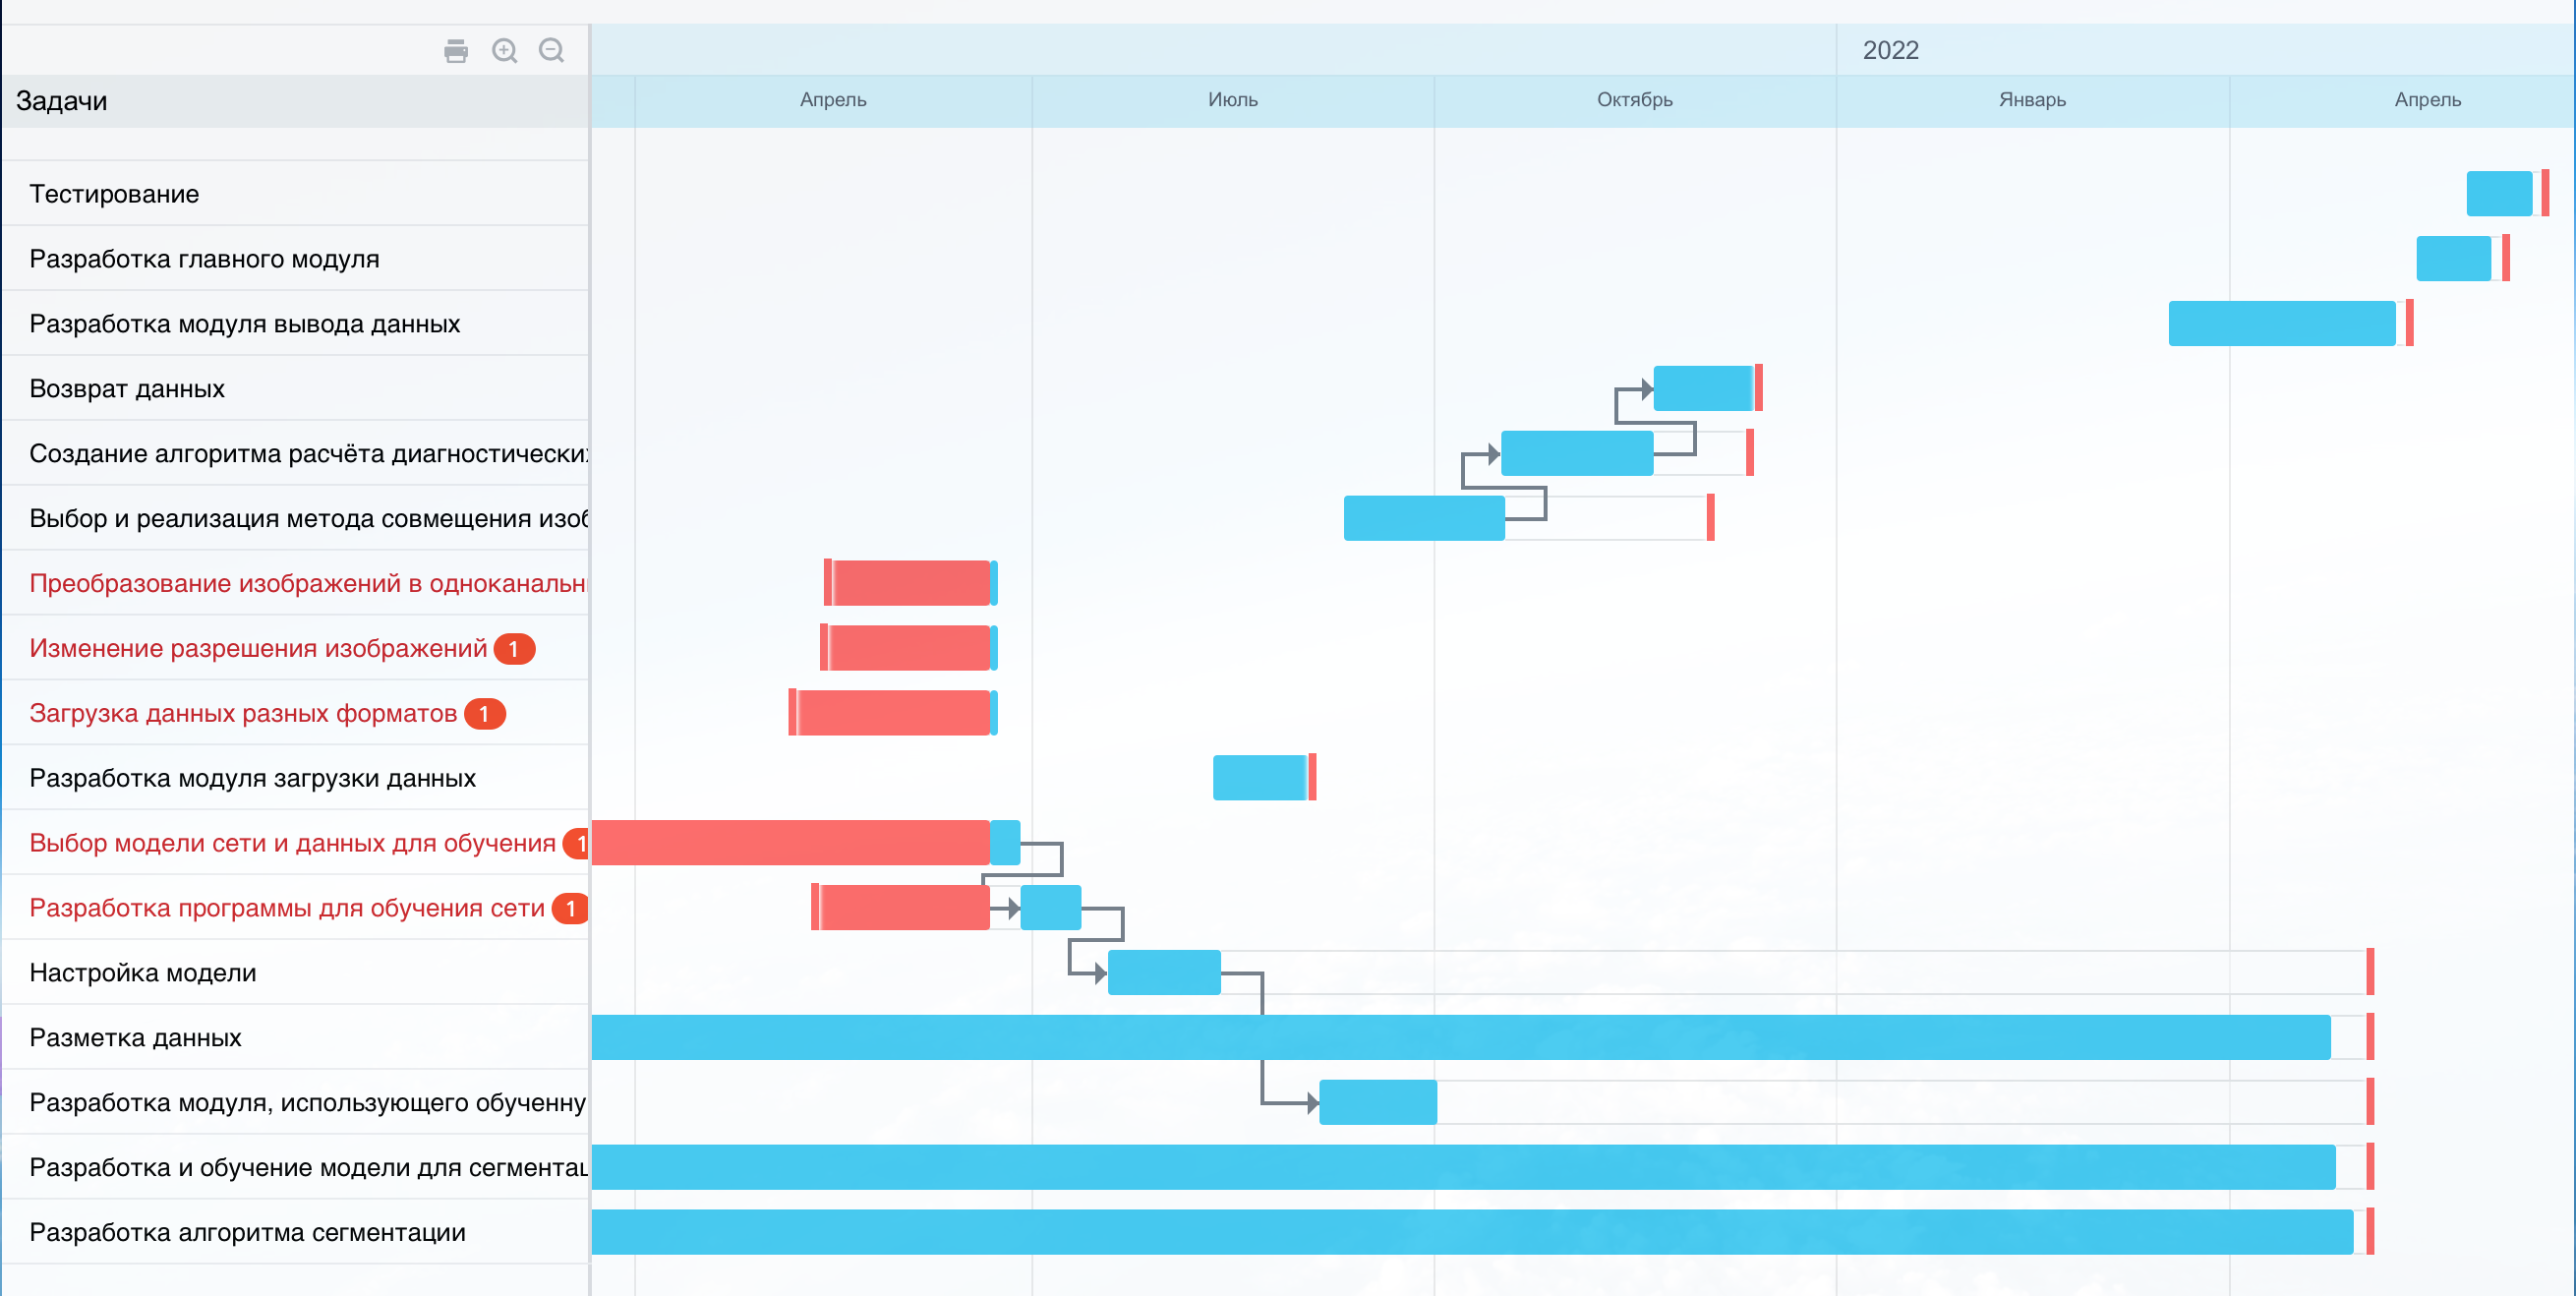 2022
Задачи
Апрель
Июль
Октябрь
Январь
Апрель
Тестирование
Разработка главного модуля
Разработка модуля вывода данных
Возврат данных
Создание алгоритма расчёта диагностически
Выбор и реализация метода совмещения изоб
Преобразование изображений в одноканальн
Изменение разрешения изображений 1
Загрузка данных разных форматов 1
Разработка модуля загрузки данных
Выбор модели сети и данных для обучения 1
Разработка программы для обучения сети 1
Настройка модели
Разметка данных
Разработка модуля, использующего обученну
Разработка и обучение модели для сегментац
Разработка алгоритма сегментации